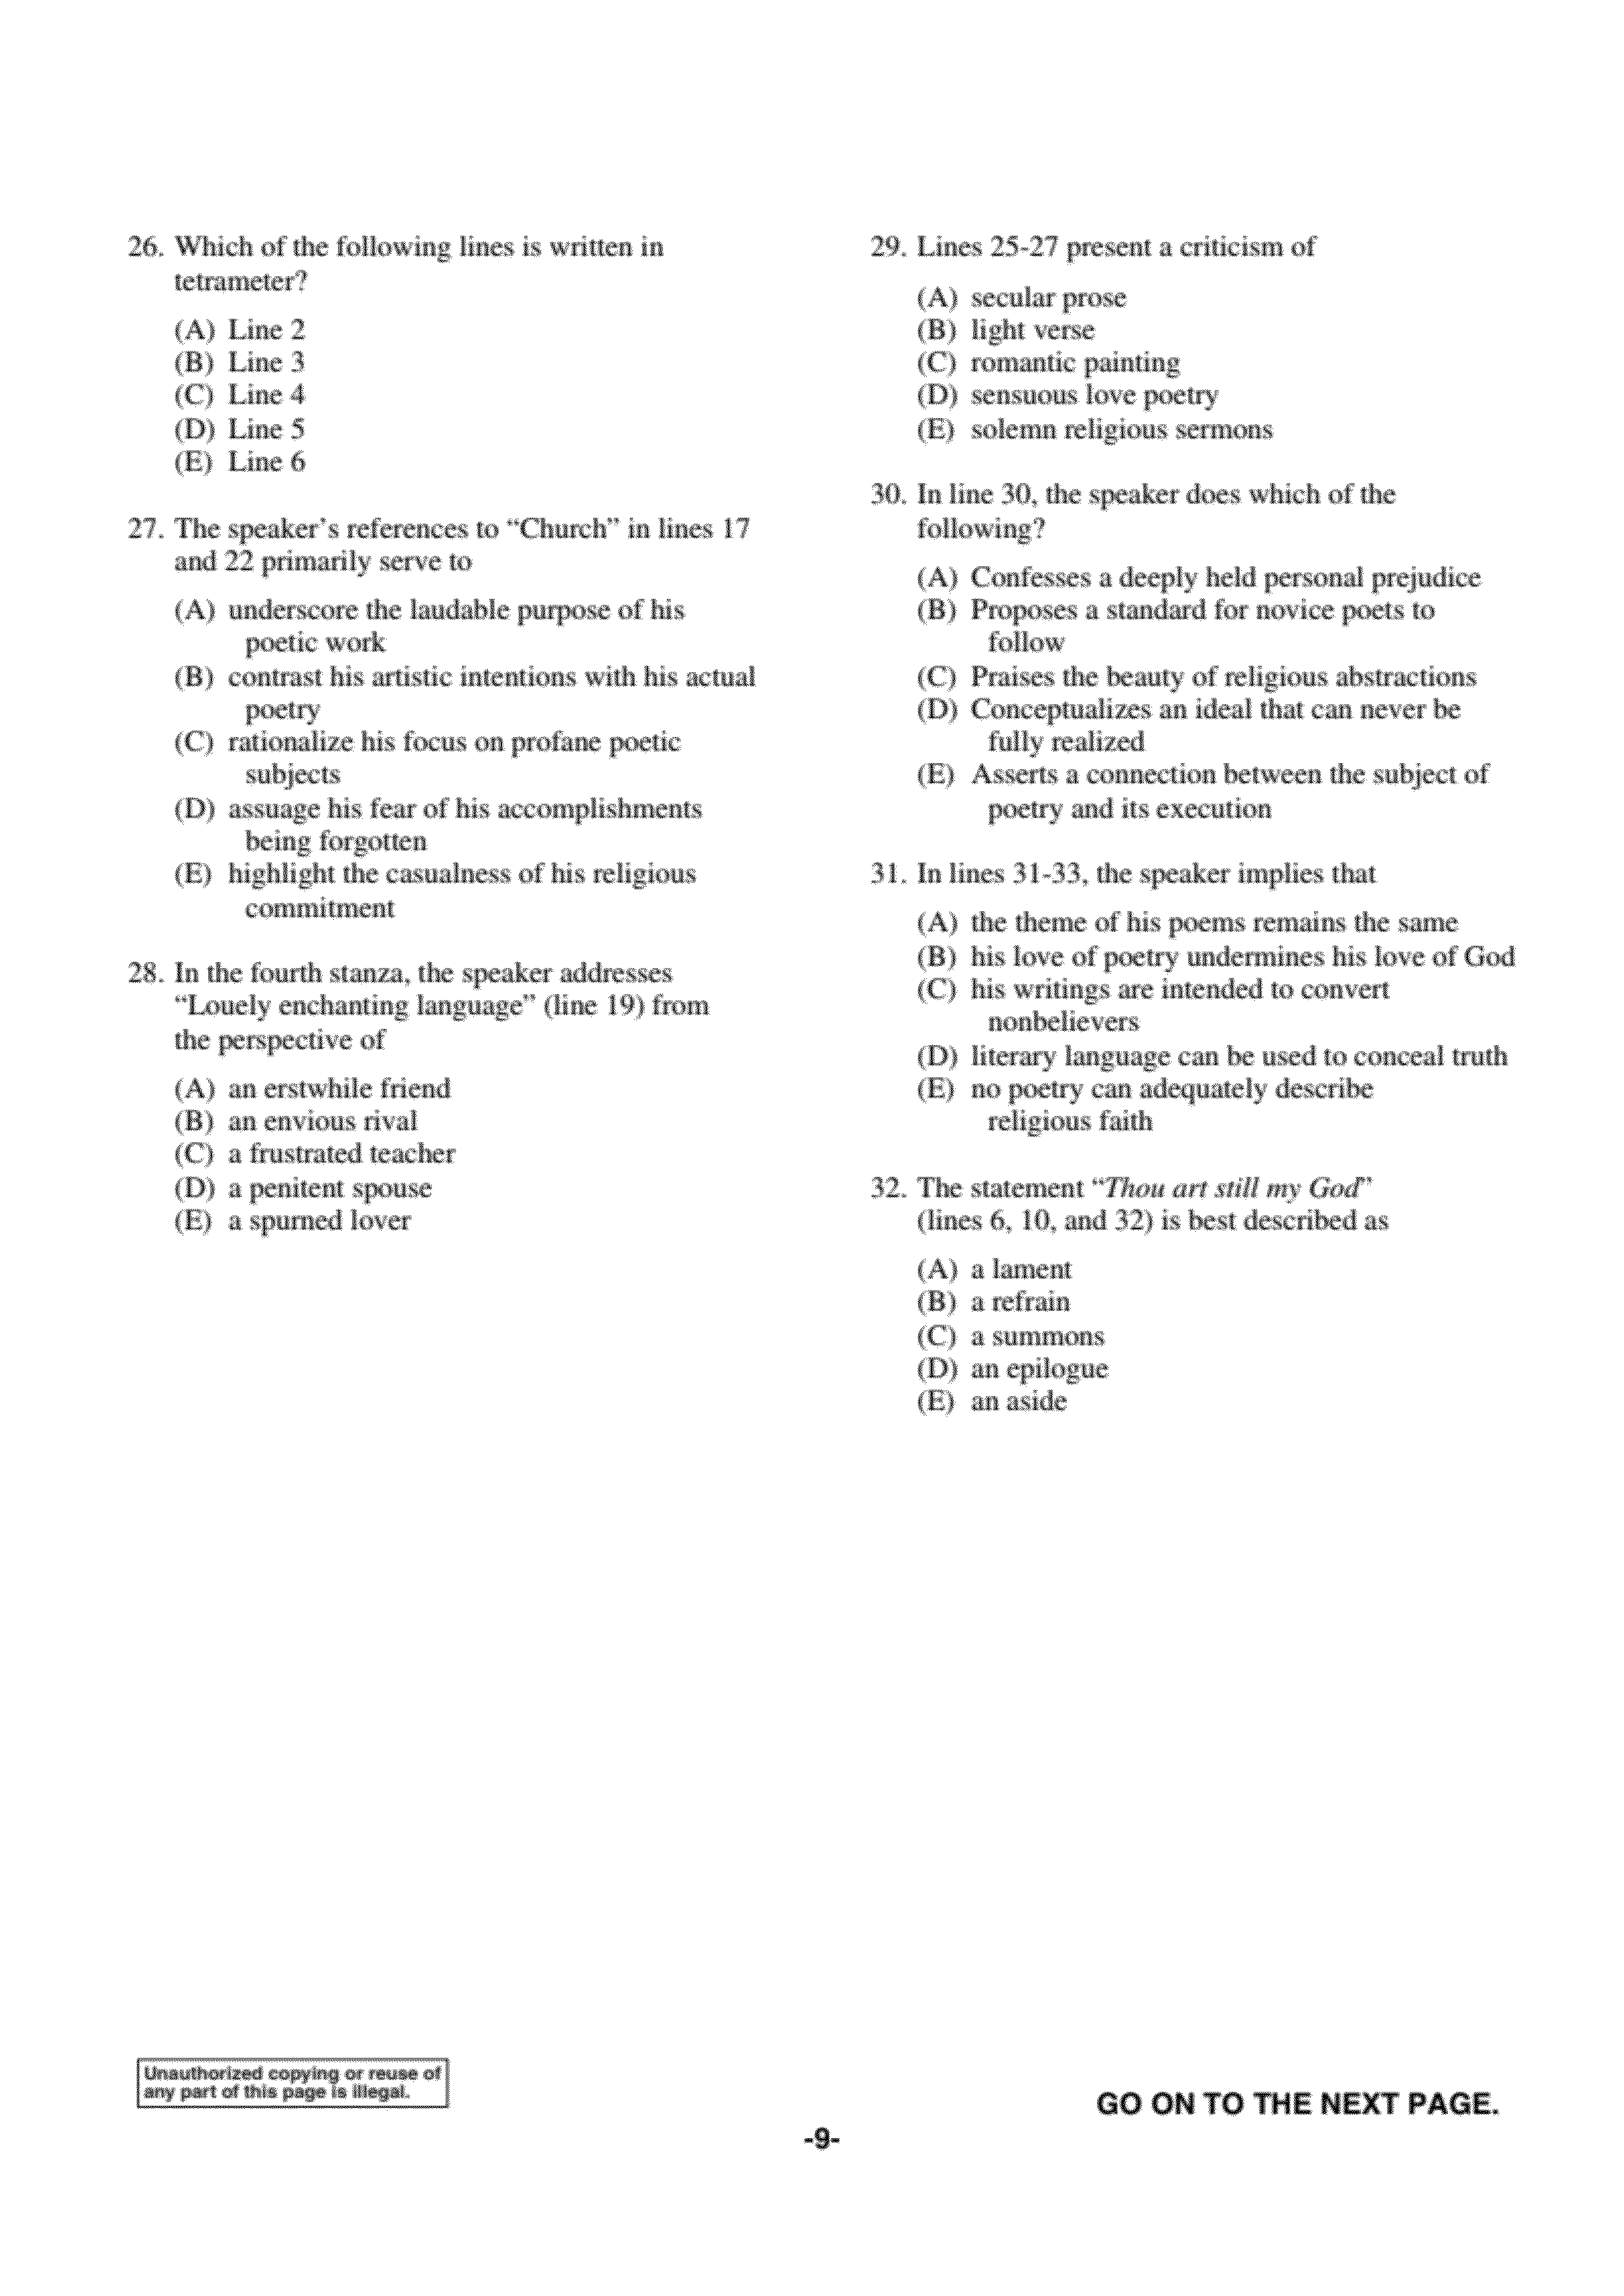 26. Which of the following lines is written in
tetrameter?
(A) Line 2
(B) Line 3
(C) Line 4
(D) Line 5
(E) Line 6
27. The speaker's references to “Church” in lines 17
and 22 primarily serve to
(A) underscore the laudable purpose of his
poetic work
(B) contrast his artistic intentions with his actual
poetry
(C) rationalize his focus on profane poetic
subjects
(D) assuage his fear of his accomplishments
being forgotten
(E) highlight the casualness of his religious
commitment
28. In the fourth stanza, the speaker addresses
“Louely enchanting language” (line 19) from
the perspective of
(A) an erstwhile friend
(B) an envious rival
(C) a frustrated teacher
(D) a penitent spouse
(E) a spurned lover
29. Lines 25-27 present a criticism of
(A) secular prose
(B) light verse
(C) romantic painting
(D) sensuous love poetry
(E) solemn religious sermons
30. In line 30, the speaker does which of the
following?
(A) Confesses a deeply held personal prejudice
(B) Proposes a standard for novice poets to
follow
(C) Praises the beauty of religious abstractions
(D) Conceptualizes an ideal that can never be
fully realized
(E) Asserts a connection between the subject of
poetry and its execution
31. In lines 31-33, the speaker implies that
(A) the theme of his poems remains the same
(B) his love of poetry undermines his love of God
(C) his writings are intended to convert
nonbelievers
(D) literary language can be used to conceal truth
(E) no poetry can adequately describe
religious faith
32. The statement “Thou art still my God”
(lines 6, 10, and 32) is best described as
(A) a lament
(B) a refrain
(C) a summons
(D) an epilogue
(E) an aside
Unauthorized copying or reuse of
any part of this page is illegal.
GO ON TO THE NEXT PAGE.
-9-